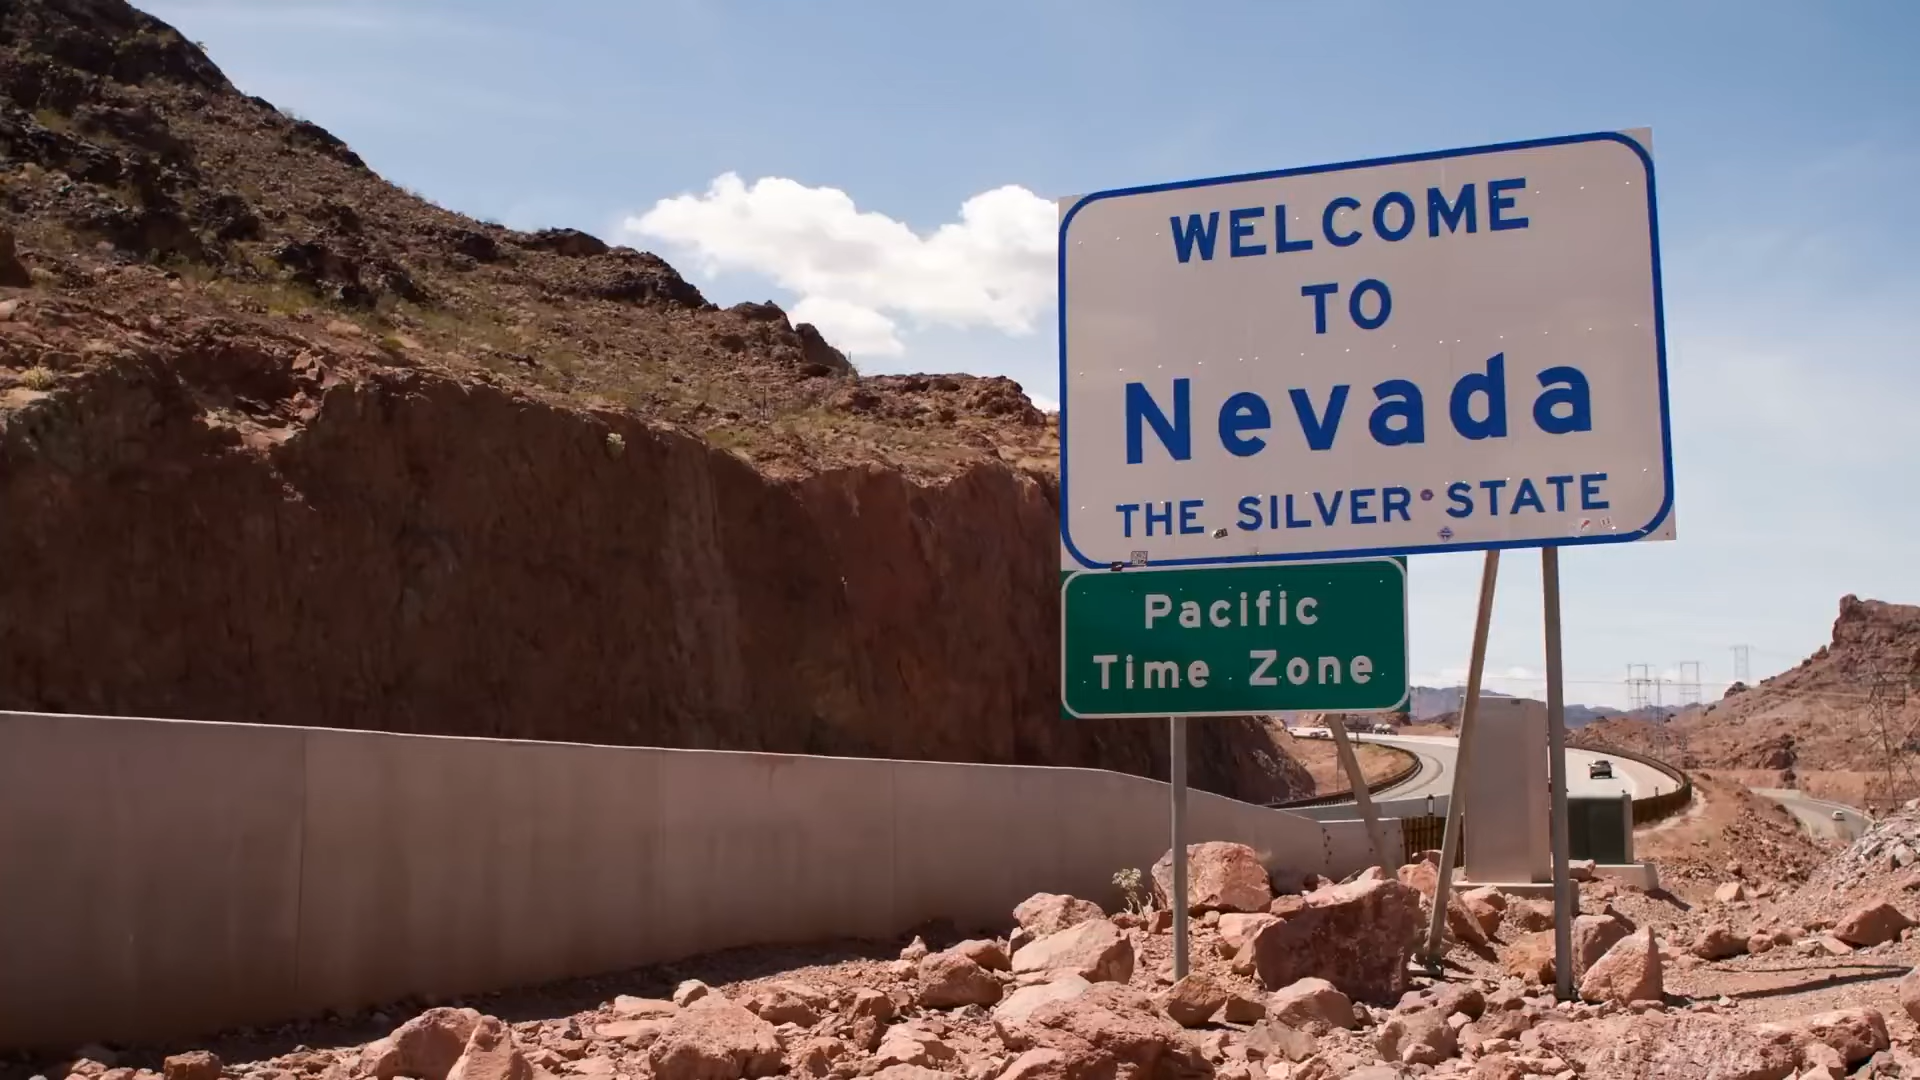 WELCOME
TO
Nevada
THE SILVER STATE
Pacific
Time Zone